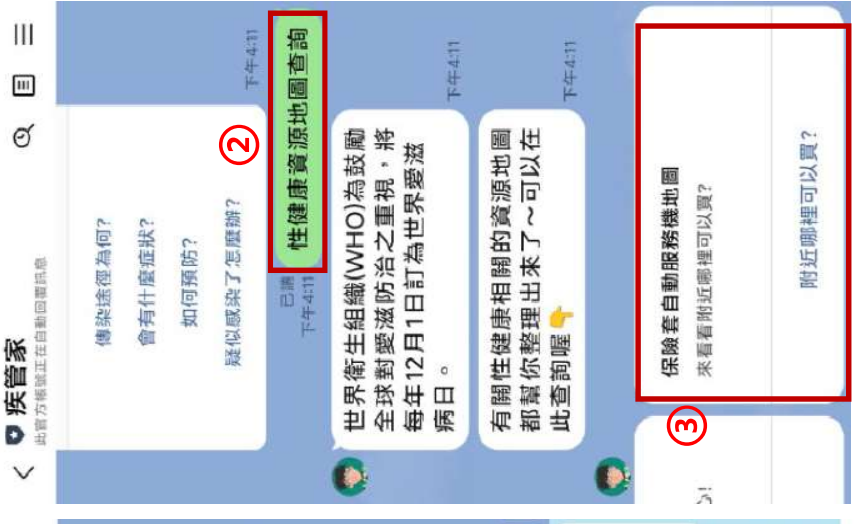 疾管家
此官方帳號正在自動回覆訊息
傳染途徑為何?
會有什麼症狀?
如何預防?
疑似感染了怎麼辦?
下午4:11
②
已讀
下午4:11
性健康資源地圖查詢
世界衛生組織(WHO)為鼓勵
全球對愛滋防治之重視，將
每年12月1日訂為世界愛滋
病日。
下午4:11
有關性健康相關的資源地圖
都幫你整理出來了~可以在
此查詢喔👇
下午4:11
③
保險套自動服務機地圖
來看看附近哪裡可以買?
附近哪裡可以買?